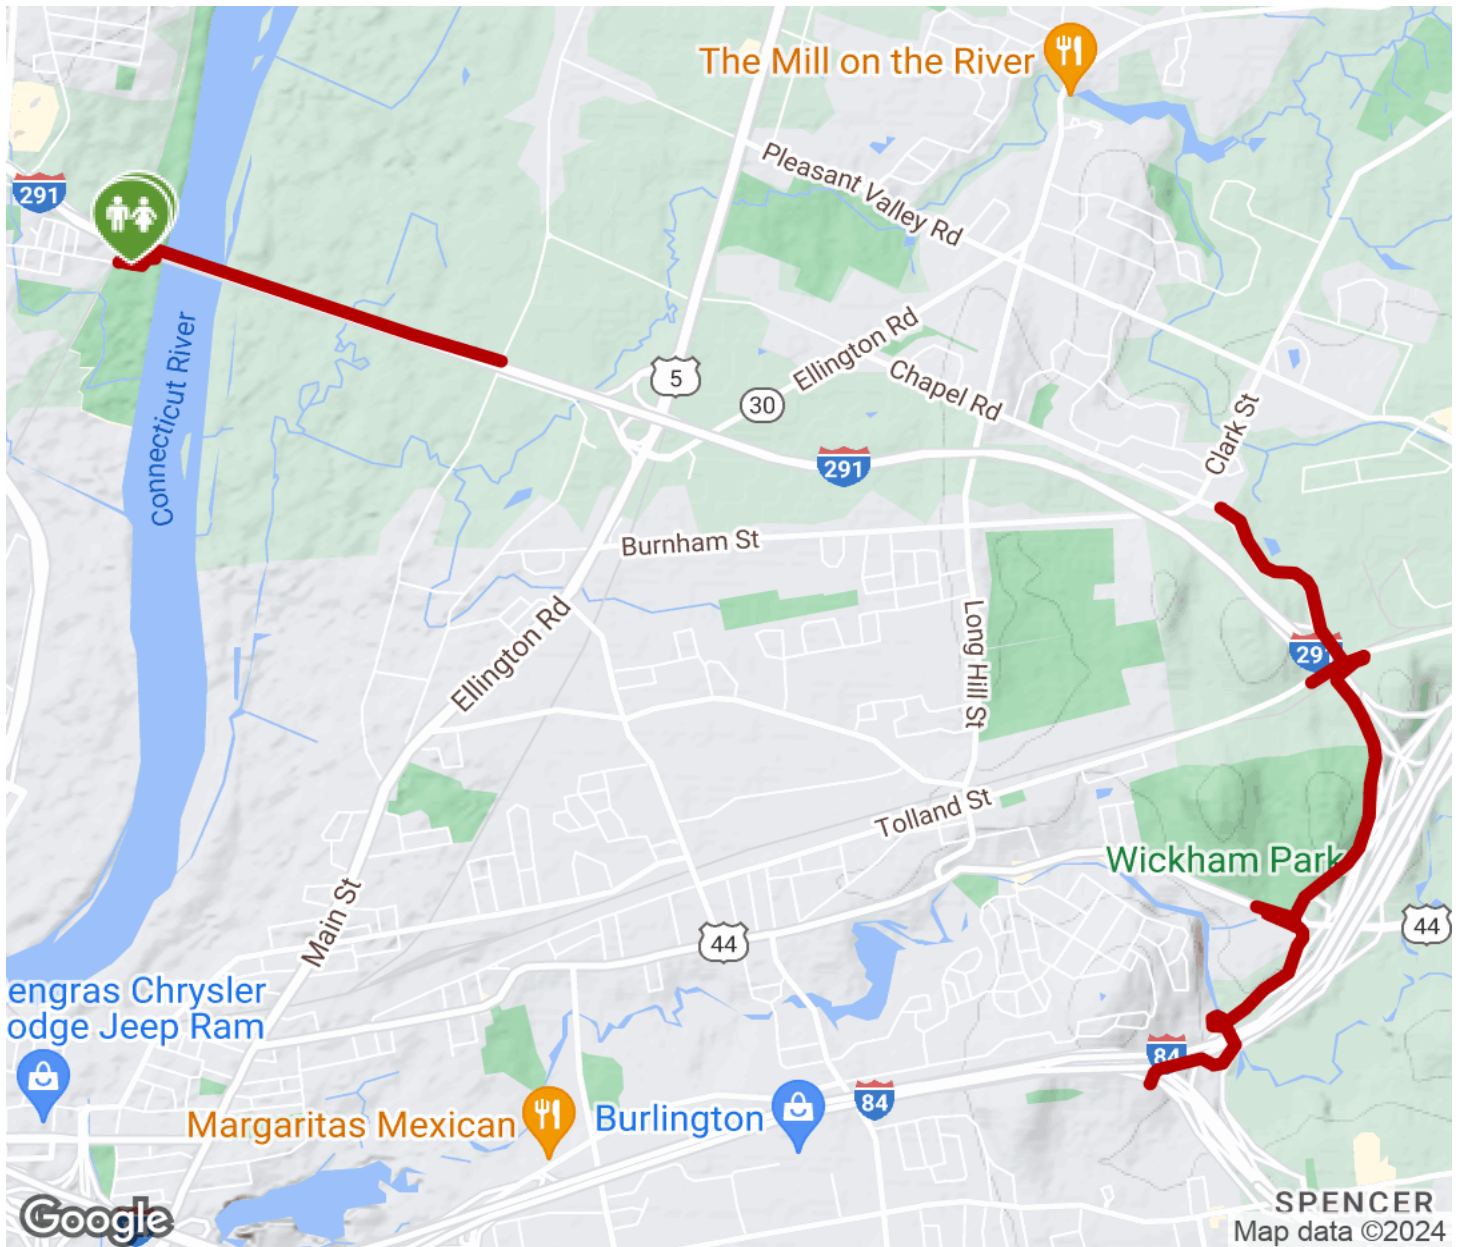 The Mill on the River
Pleasant Valley Rd
291
Connecticut River
5
30
Ellington Rd
Chapel Rd
Clark St
291
Burnham St
Ellington Rd
Long Hill St
Tolland St
Wickham Park
Main St
44
44
engras Chrysler
odge Jeep Ram
84
84
Margaritas Mexican
Burlington
SPENCER
Google
Map data ©2024